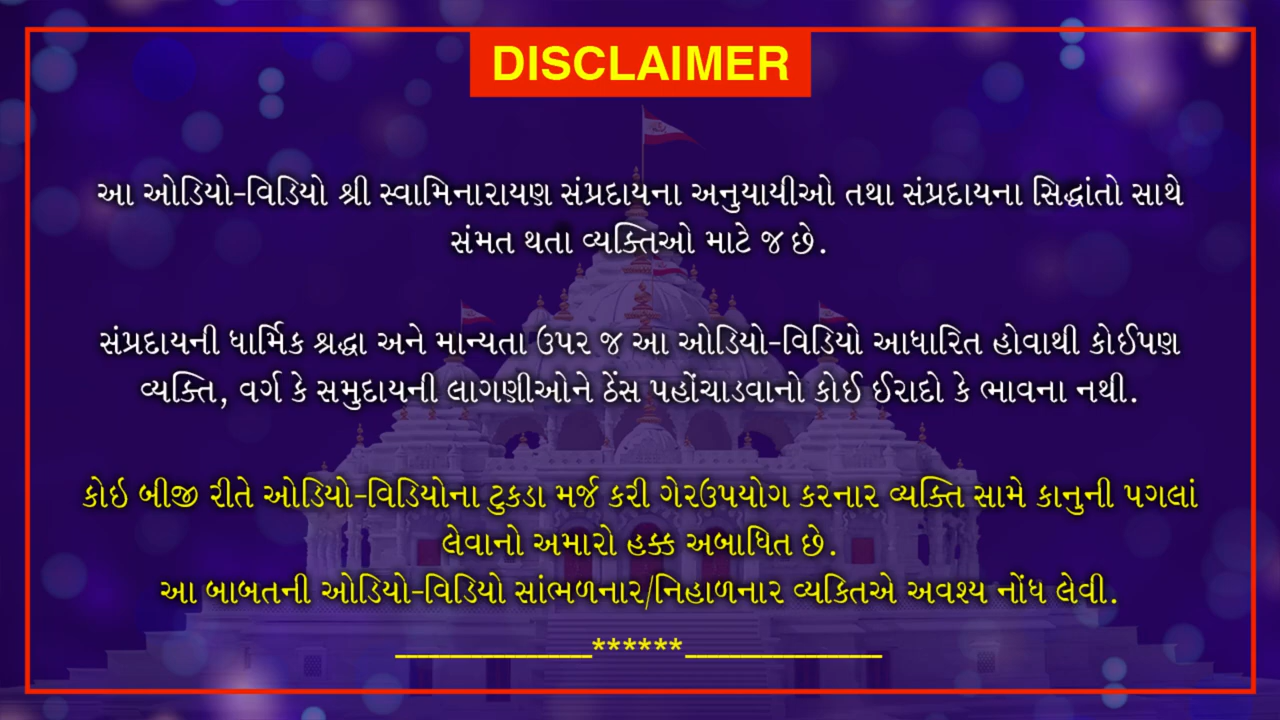 DISCLAIMER
આ ઓડિયો-વિડિયો શ્રી સ્વામિનારાયણ સંપ્રદાયના અનુયાયીઓ તથા સંપ્રદાયના સિદ્ધાંતો સાથે
સંમત થતા વ્યક્તિઓ માટે જ છે.
સંપ્રદાયની ધાર્મિક શ્રદ્ધા અને માન્યતા ઉપર જ આ ઓડિયો-વિડિયો આધારિત હોવાથી કોઈપણ
વ્યક્તિ, વર્ગ કે સમુદાયની લાગણીઓને ઠેંસ પહોંચાડવાનો કોઈ ઈરાદો કે ભાવના નથી.
કોઇ બીજી રીતે ઓડિયો-વિડિયોના ટુકડા મર્જ કરી ગેરઉપયોગ કરનાર વ્યક્તિ સામે કાનુની પગલાં
લેવાનો અમારો હક્ક અબાધિત છે.
આ બાબતની ઓડિયો-વિડિયો સાંભળનાર/નિહાળનાર વ્યકિતએ અવશ્ય નોંધ લેવી.
__________________******__________________